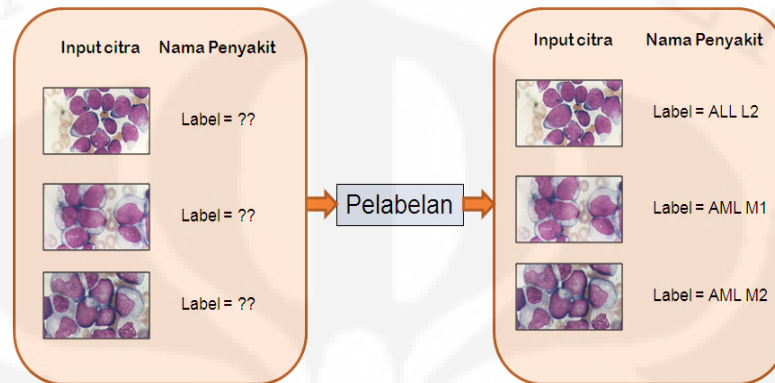 Input citra Nama Penyakit
Label = ??
Label = ??
Label = ??
Pelabelan
Input citra Nama Penyakit
Label = ALL L2
Label = AML M1
Label = AML M2